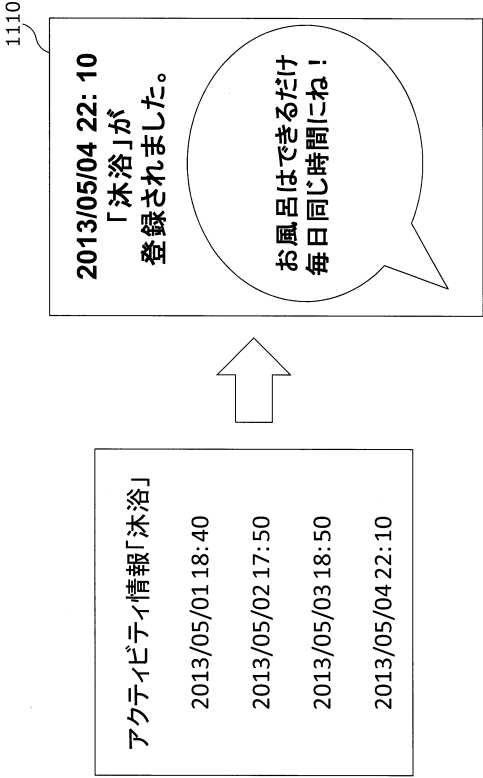 アクティビティ情報「沐浴」
2013/05/01 18:40
2013/05/02 17:50
2013/05/03 18:50
2013/05/04 22:10
1110
2013/05/04 22:10
「沐浴」が
登録されました。
お風呂はできるだけ
毎日同じ時間にね！